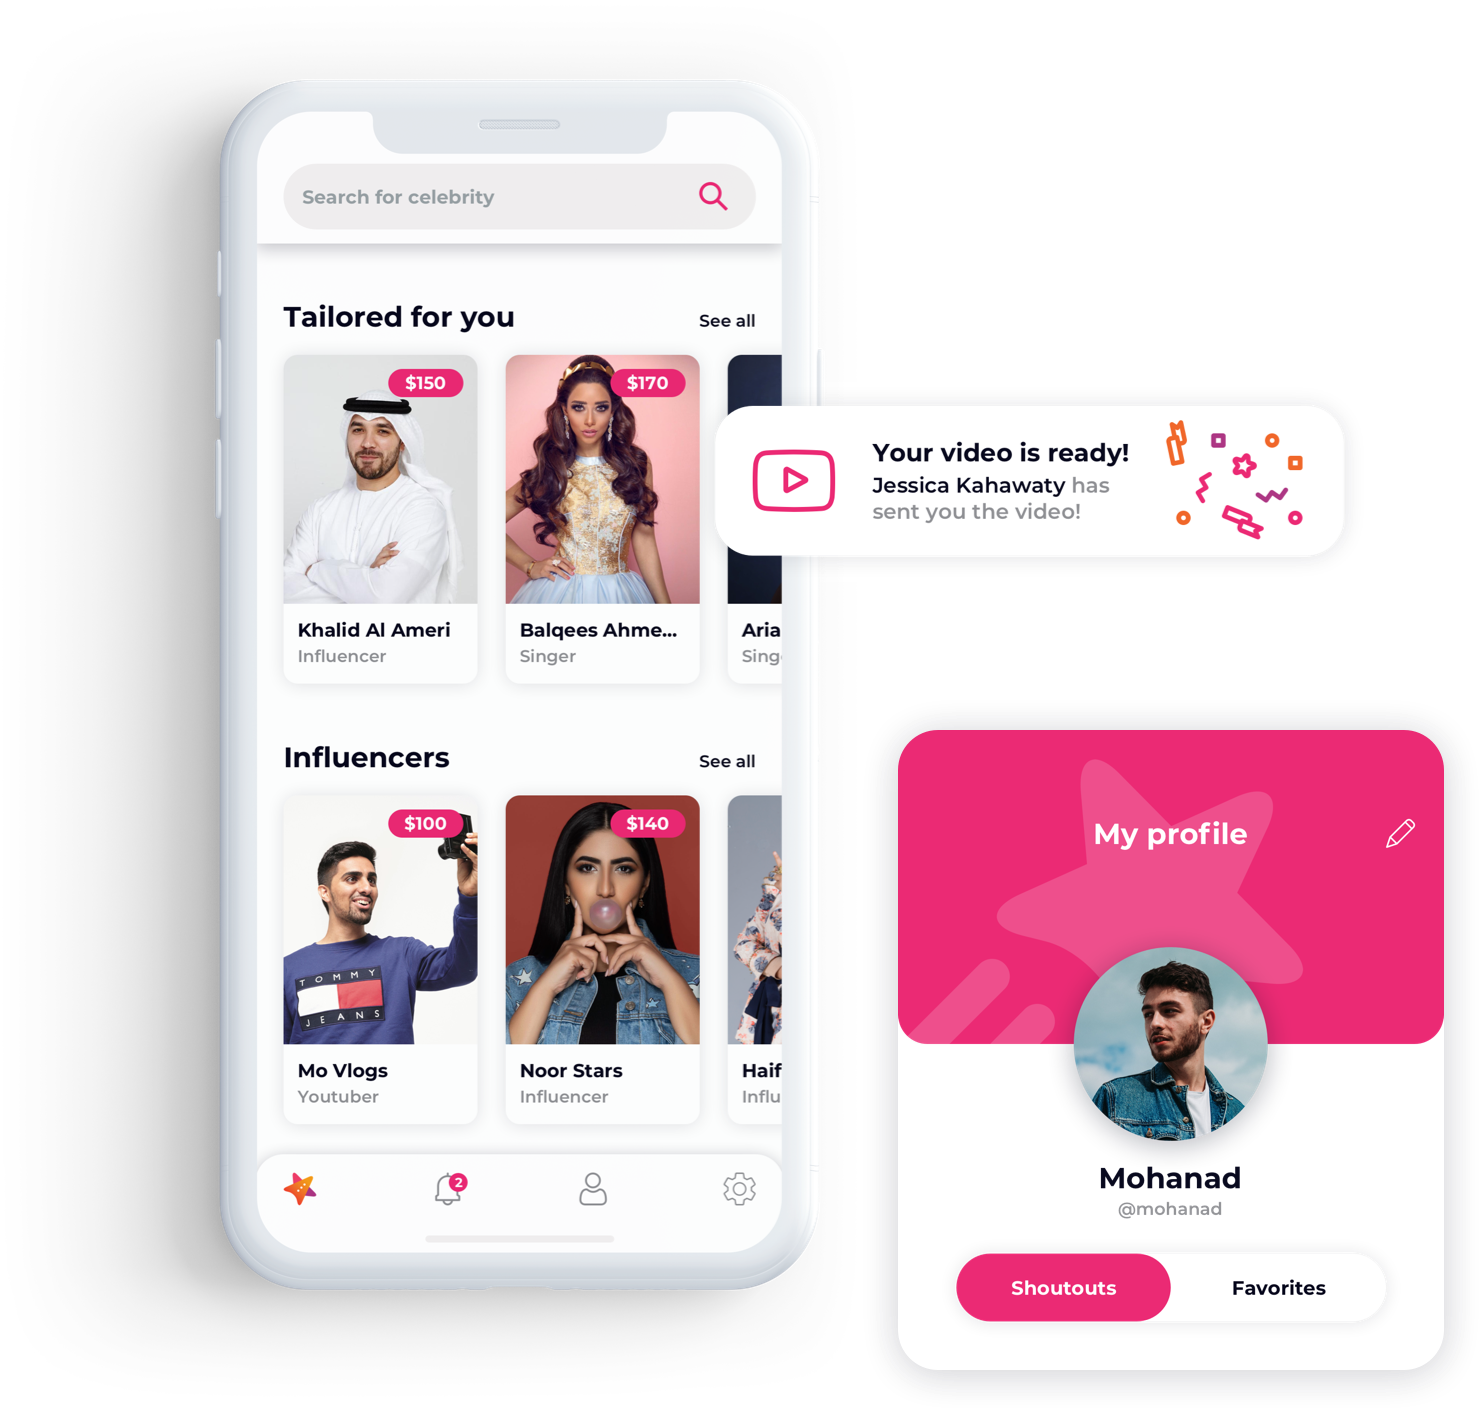 Search for celebrity
Tailored for you
See all
$150
$170
Khalid Al Ameri
Influencer
Balqees Ahme...
Singer
Aria
Sing
Your video is ready!
Jessica Kahawaty has
sent you the video!
Influencers
See all
$100
$140
TOMMY
JEANS
Mo Vlogs
Youtuber
Noor Stars
Influencer
Haif
Influ
2
My profile
Mohanad
@mohanad
Shoutouts
Favorites